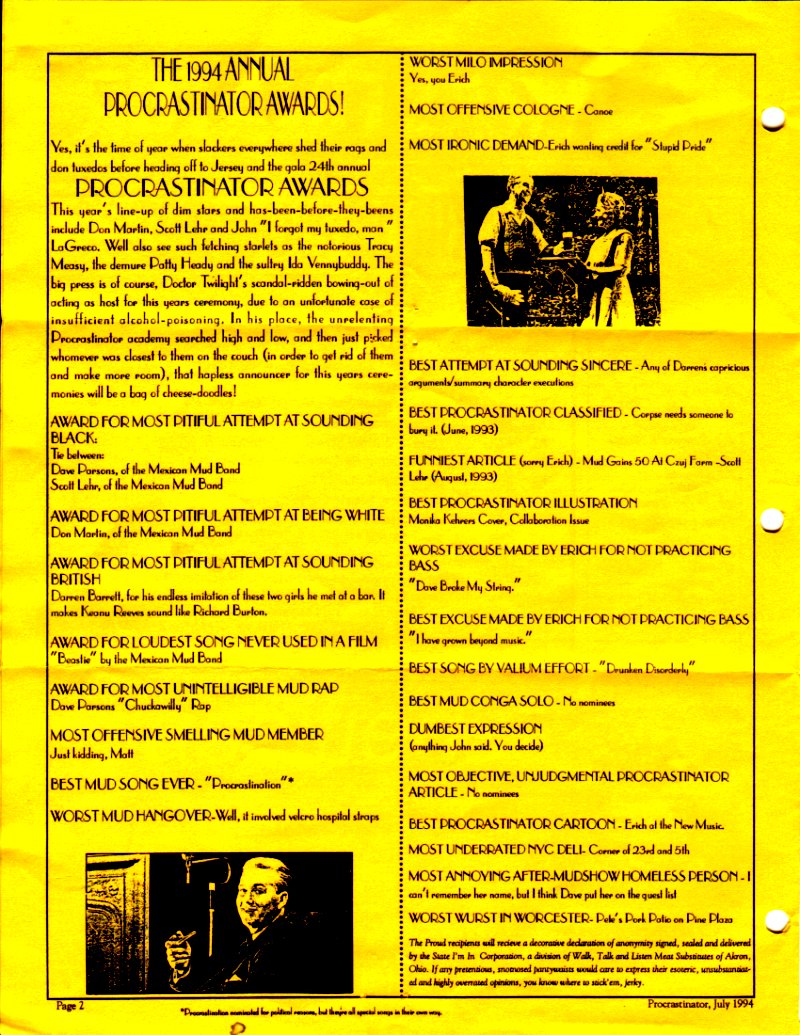 THE 1994 ANNUAL
PROCRASTINATOR AWARDS!
Yes, it's the time of year when slackers everywhere shed their rags and
don tuxedos before heading off to Jersey and the gala 24th annual
PROCRASTINATOR AWARDS
This year's line-up of dim stars and has-been-before-they-beens
include Don Martin, Scott Lehr and John "I forgot my tuxedo, man"
LaGreco. Well also see such fetching starlets as the notorious Tracy
Measy, the demure Patty Heady and the sultry Ida Vennybuddy. The
big press is of course, Doctor Twilight's scandal-ridden bowing-out of
acting as host for this years ceremony, due to an unfortunate case of
insufficient alcohol-poisoning. In his place, the unrelenting
Procrastinator academy searched high and low, and then just picked
whomever was closest to them on the couch (in order to get rid of them
and make more room), that hapless announcer for this years cere-
monies will be a bag of cheese-doodles!
AWARD FOR MOST PITIFUL ATTEMPT AT SOUNDING
BLACK:
Tie between:
Dave Parsons, of the Mexican Mud Band
Scott Lehr, of the Mexican Mud Band
AWARD FOR MOST PITIFUL ATTEMPT AT BEING WHITE
Don Martin, of the Mexican Mud Band
AWARD FOR MOST PITIFUL ATTEMPT AT SOUNDING
BRITISH
Darren Barrett, for his endless imitation of these two girls he met at a bar. It
makes Keanu Reeves sound like Richard Burton.
AWARD FOR LOUDEST SONG NEVER USED IN A FILM
"Beastie" by the Mexican Mud Band
AWARD FOR MOST UNINTELLIGIBLE MUD RAP
Dave Parsons "Chuckawilly" Rap
MOST OFFENSIVE SMELLING MUD MEMBER
Just kidding, Matt
BEST MUD SONG EVER - "Procrastination"*
WORST MUD HANGOVER-Well, it involved velcro hospital straps
WORST MILO IMPRESSION
Yes, you Erich
MOST OFFENSIVE COLOGNE - Canoe
MOST IRONIC DEMAND-Erich wanting credit for "Stupid Pride"
BEST ATTEMPT AT SOUNDING SINCERE - Any of Darren's capricious
arguments/summary character executions
BEST PROCRASTINATOR CLASSIFIED - Corpse needs someone to
bury it. (June, 1993)
FUNNIEST ARTICLE (sorry Erich) - Mud Gains 50 At Czuj Farm -Scott
Lehr (August, 1993)
BEST PROCRASTINATOR ILLUSTRATION
Monika Kehrers Cover, Collaboration Issue
WORST EXCUSE MADE BY ERICH FOR NOT PRACTICING
BASS
"Dave Broke My String."
BEST EXCUSE MADE BY ERICH FOR NOT PRACTICING BASS
"I have grown beyond music."
BEST SONG BY VALIUM EFFORT - "Drunken Disorderly"
BEST MUD CONGA SOLO - No nominees
DUMBEST EXPRESSION
(anything John said. You decide)
MOST OBJECTIVE, UNJUDGMENTAL PROCRASTINATOR
ARTICLE - No nominees
BEST PROCRASTINATOR CARTOON - Erich at the New Music.
MOST UNDERRATED NYC DELI- Corner of 23rd and 5th
MOST ANNOYING AFTER-MUDSHOW HOMELESS PERSON - I
can't remember her name, but I think Dave put her on the guest list
WORST WURST IN WORCESTER- Pete's Pork Patio on Pine Plaza
The Proud recipients will recieve a decorative declaration of anonymity signed, sealed and delivered
by the State I'm In Corporation, a division of Walk, Talk and Listen Meat Substitutes of Akron,
Ohio. If any pretentious, snotnosed pantywaists would care to express their esoteric, unsubstantiat-
ed and highly overrated opinions, you know where to stick'em, jerky.
Page 2
Procrastinator, July 1994
*Procrastination nominated for political reasons, but they're all special songs in their own way.